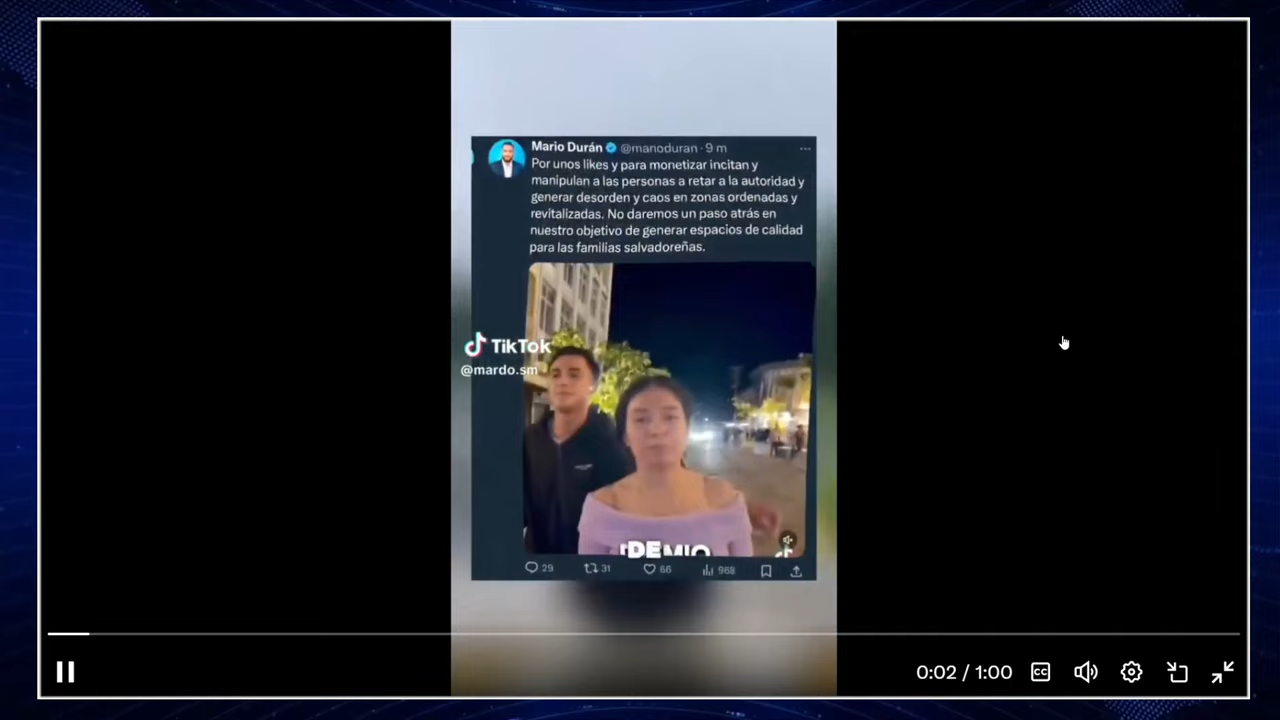 Mario Durán @manoduran · 9 m
Por unos likes y para monetizar incitan y
manipulan a las personas a retar a la autoridad y
generar desorden y caos en zonas ordenadas y
revitalizadas. No daremos un paso atrás en
nuestro objetivo de generar espacios de calidad
para las familias salvadoreñas.
TikTok
@mardo.sm
29 31 66 968
0:02 / 1:00 CC